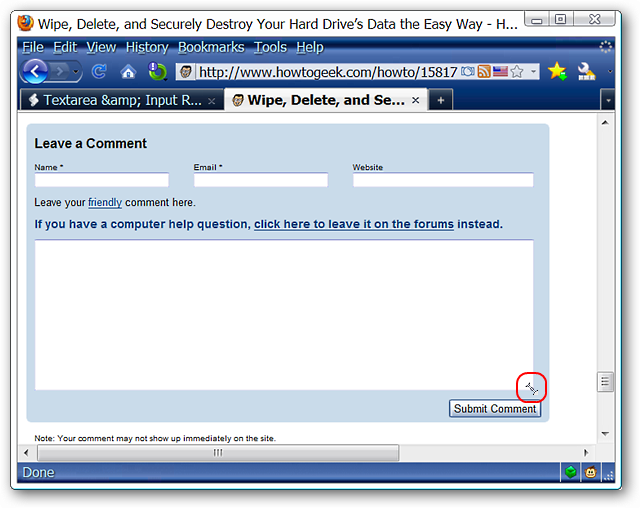 Wipe, Delete, and Securely Destroy Your Hard Drive's Data the Easy Way - H...
File Edit View History Bookmarks Tools Help
http://www.howtogeek.com/howto/15817
Textarea &amp; Input R...
Wipe, Delete, and Se...
Leave a Comment
Name * Email * Website
Leave your friendly comment here.
If you have a computer help question, click here to leave it on the forums instead.
Submit Comment
Note: Your comment may not show up immediately on the site.
Done